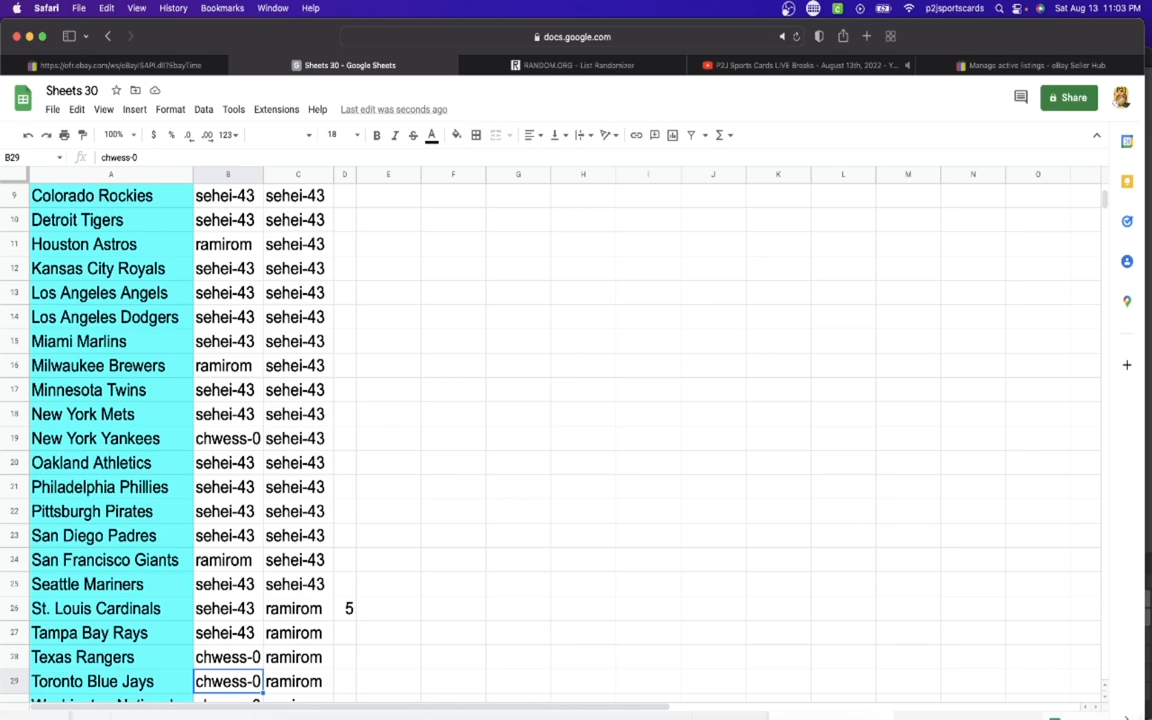 Safari File Edit View History Bookmarks Window Help p2jsportscards Sat Aug 13 11:03 PM
docs.google.com
https://ofr.ebay.com/ws/eBayISAPI.dll?EbayTime Sheets 30 - Google Sheets RANDOM.ORG - List Randomizer P2J Sports Cards LIVE Breaks - August 13th, 2022 - Y... Manage active listings - eBay Seller Hub
Sheets 30
File Edit View Insert Format Data Tools Extensions Help Last edit was seconds ago
Share
100% $ % .0 .00 123 18 B I S A
B29 fx chwess-0
A B C D E F G H I J K L M N O
9 Colorado Rockies sehei-43 sehei-43
10 Detroit Tigers sehei-43 sehei-43
11 Houston Astros ramirom sehei-43
12 Kansas City Royals sehei-43 sehei-43
13 Los Angeles Angels sehei-43 sehei-43
14 Los Angeles Dodgers sehei-43 sehei-43
15 Miami Marlins sehei-43 sehei-43
16 Milwaukee Brewers ramirom sehei-43
17 Minnesota Twins sehei-43 sehei-43
18 New York Mets sehei-43 sehei-43
19 New York Yankees chwess-0 sehei-43
20 Oakland Athletics sehei-43 sehei-43
21 Philadelphia Phillies sehei-43 sehei-43
22 Pittsburgh Pirates sehei-43 sehei-43
23 San Diego Padres sehei-43 sehei-43
24 San Francisco Giants ramirom sehei-43
25 Seattle Mariners sehei-43 sehei-43
26 St. Louis Cardinals sehei-43 ramirom 5
27 Tampa Bay Rays sehei-43 ramirom
28 Texas Rangers chwess-0 ramirom
29 Toronto Blue Jays chwess-0 ramirom